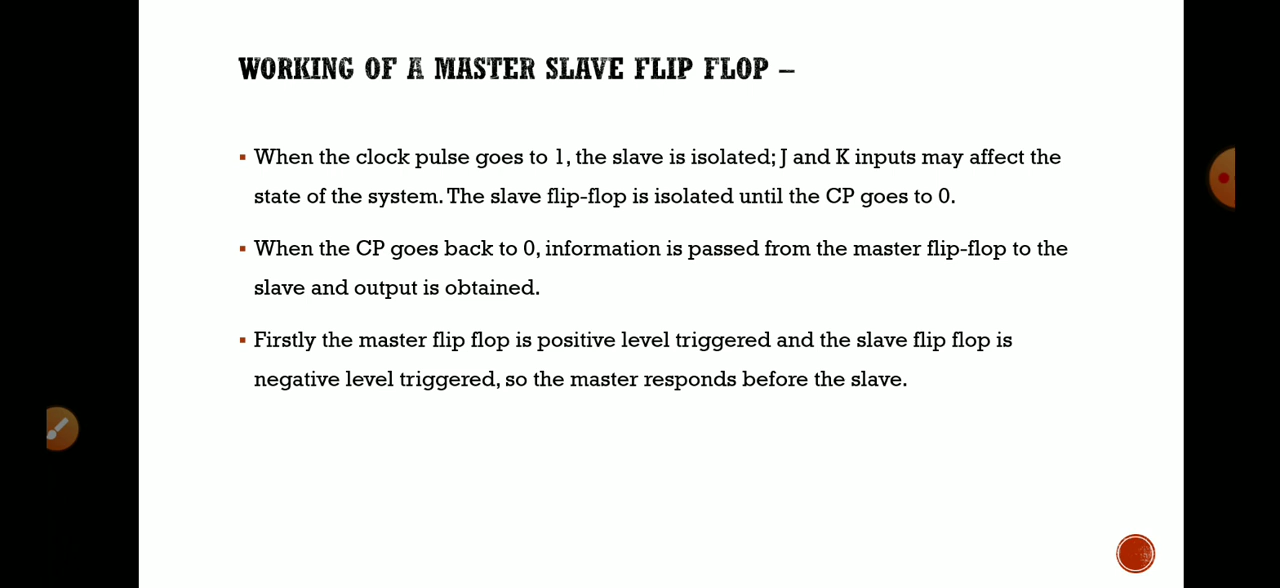 WORKING OF A MASTER SLAVE FLIP FLOP –
▪ When the clock pulse goes to 1, the slave is isolated; J and K inputs may affect the
state of the system. The slave flip-flop is isolated until the CP goes to 0.
▪ When the CP goes back to 0, information is passed from the master flip-flop to the
slave and output is obtained.
▪ Firstly the master flip flop is positive level triggered and the slave flip flop is
negative level triggered, so the master responds before the slave.